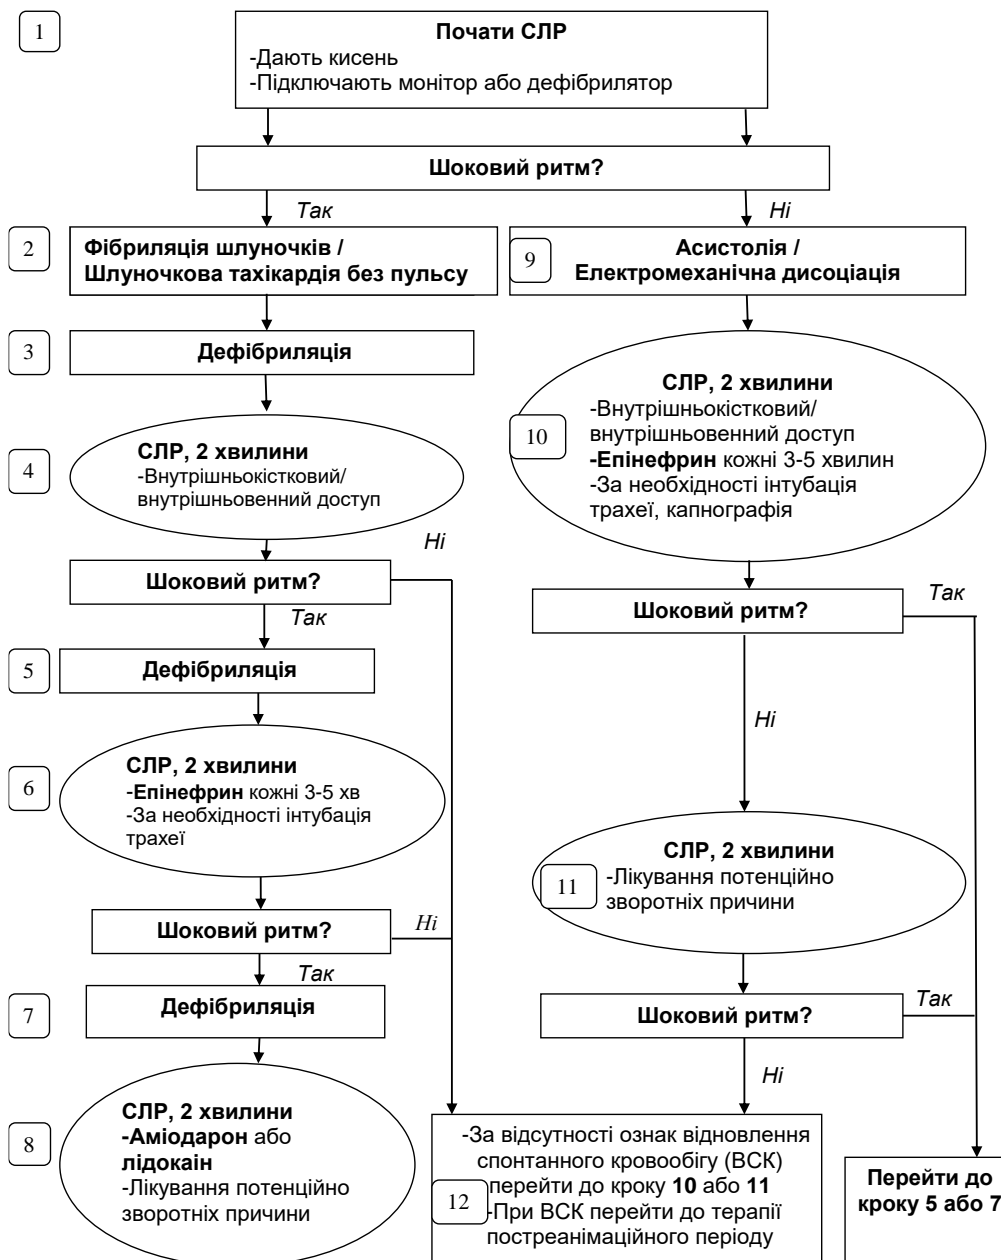 1
Почати СЛР
-Дають кисень
-Підключають монітор або дефібрилятор
Шоковий ритм?
Так
Ні
2
Фібриляція шлуночків /
Шлуночкова тахікардія без пульсу
9
Асистолія /
Електромеханічна дисоціація
3
Дефібриляція
4
СЛР, 2 хвилини
-Внутрішньокістковий/
внутрішньовенний доступ
10
СЛР, 2 хвилини
-Внутрішньокістковий/
внутрішньовенний доступ
-Епінефрин кожні 3-5 хвилин
-За необхідності інтубація
трахеї, капнографія
Ні
Шоковий ритм?
Так
Шоковий ритм?
Так
5
Дефібриляція
Ні
6
СЛР, 2 хвилини
-Епінефрин кожні 3-5 хв
-За необхідності інтубація
трахеї
11
СЛР, 2 хвилини
-Лікування потенційно
зворотніх причини
Шоковий ритм?
Ні
Так
7
Дефібриляція
Шоковий ритм?
Так
Ні
8
СЛР, 2 хвилини
-Аміодарон або
лідокаїн
-Лікування потенційно
зворотніх причини
12
-За відсутності ознак відновлення
спонтанного кровообігу (ВСК)
перейти до кроку 10 або 11
-При ВСК перейти до терапії
постреанімаційного періоду
Перейти до
кроку 5 або 7